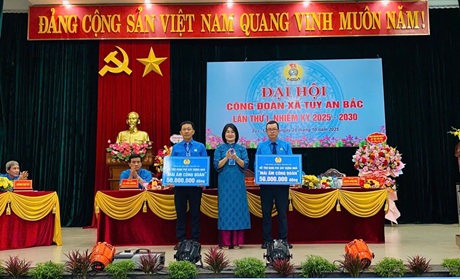 ĐẢNG CỘNG SẢN VIỆT NAM QUANG VINH MUÔN NĂM!
ĐẠI HỘI
CÔNG ĐOÀN XÃ TUY AN BẮC
LẦN THỨ I, NHIỆM KỲ 2025 - 2030
"MÁI ẤM CÔNG ĐOÀN"
50.000.000 đồng
"MÁI ẤM CÔNG ĐOÀN"
50.000.000 đồng